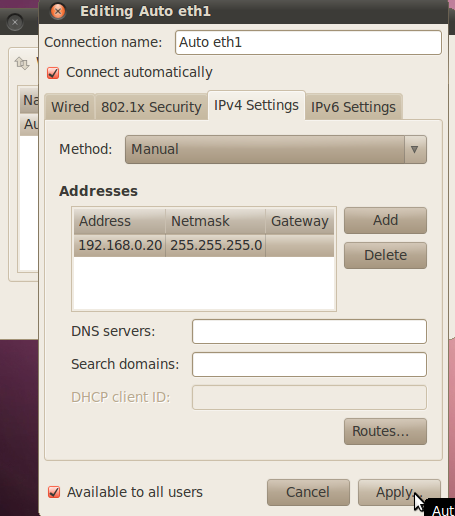 Editing Auto eth1
Connection name: Auto eth1
Connect automatically
Wired 802.1x Security IPv4 Settings IPv6 Settings
Method: Manual
Addresses
Address Netmask Gateway
192.168.0.20 255.255.255.0
Add
Delete
DNS servers:
Search domains:
DHCP client ID:
Routes...
Available to all users
Cancel
Apply...
Aut
Na
Au